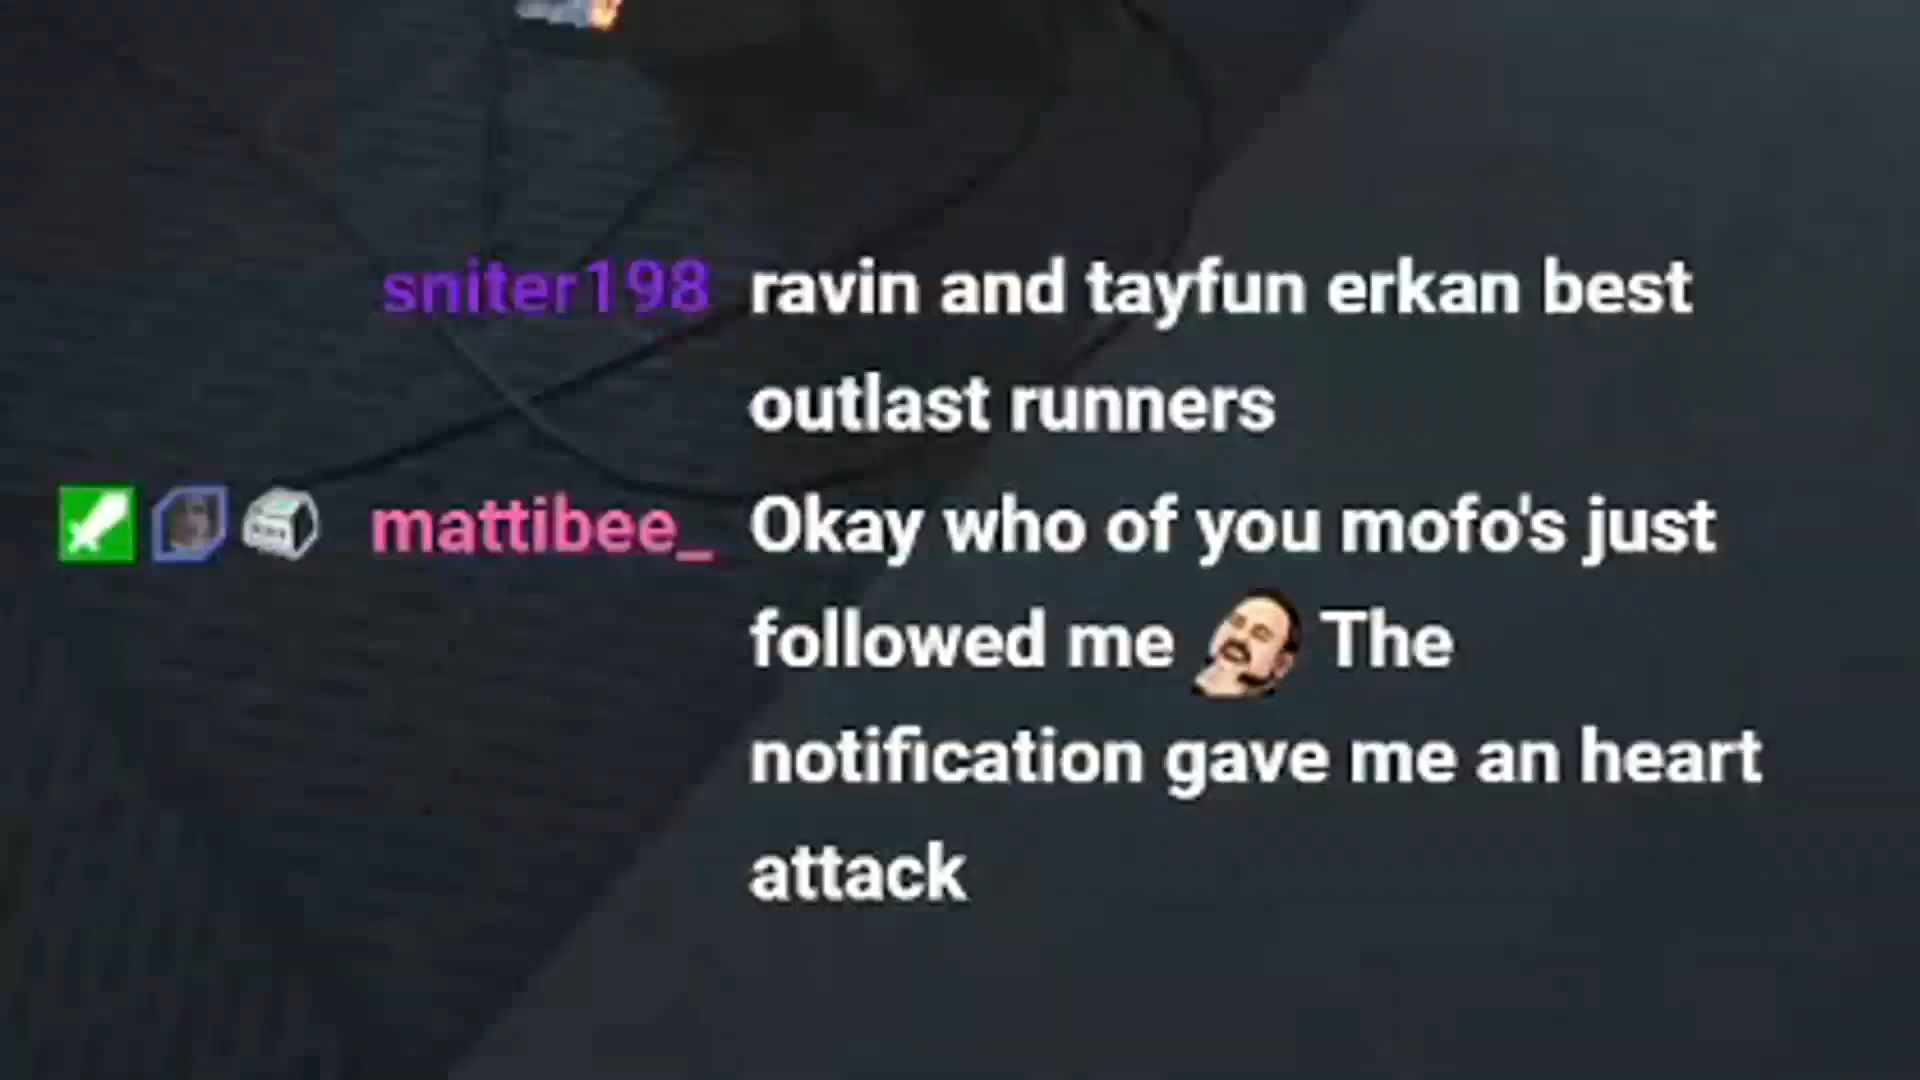 sniter198 ravin and tayfun erkan best
outlast runners
mattibee_ Okay who of you mofo's just
followed me The
notification gave me an heart
attack